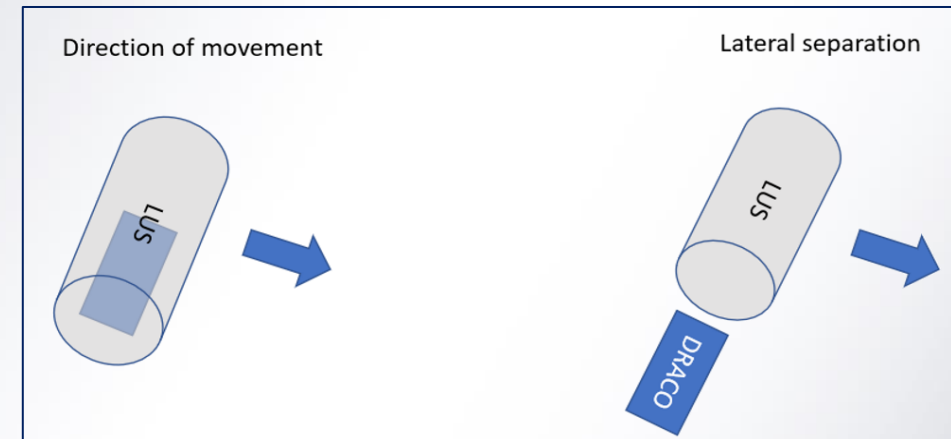 Direction of movement
Lateral separation
LUS
LUS
DRACO